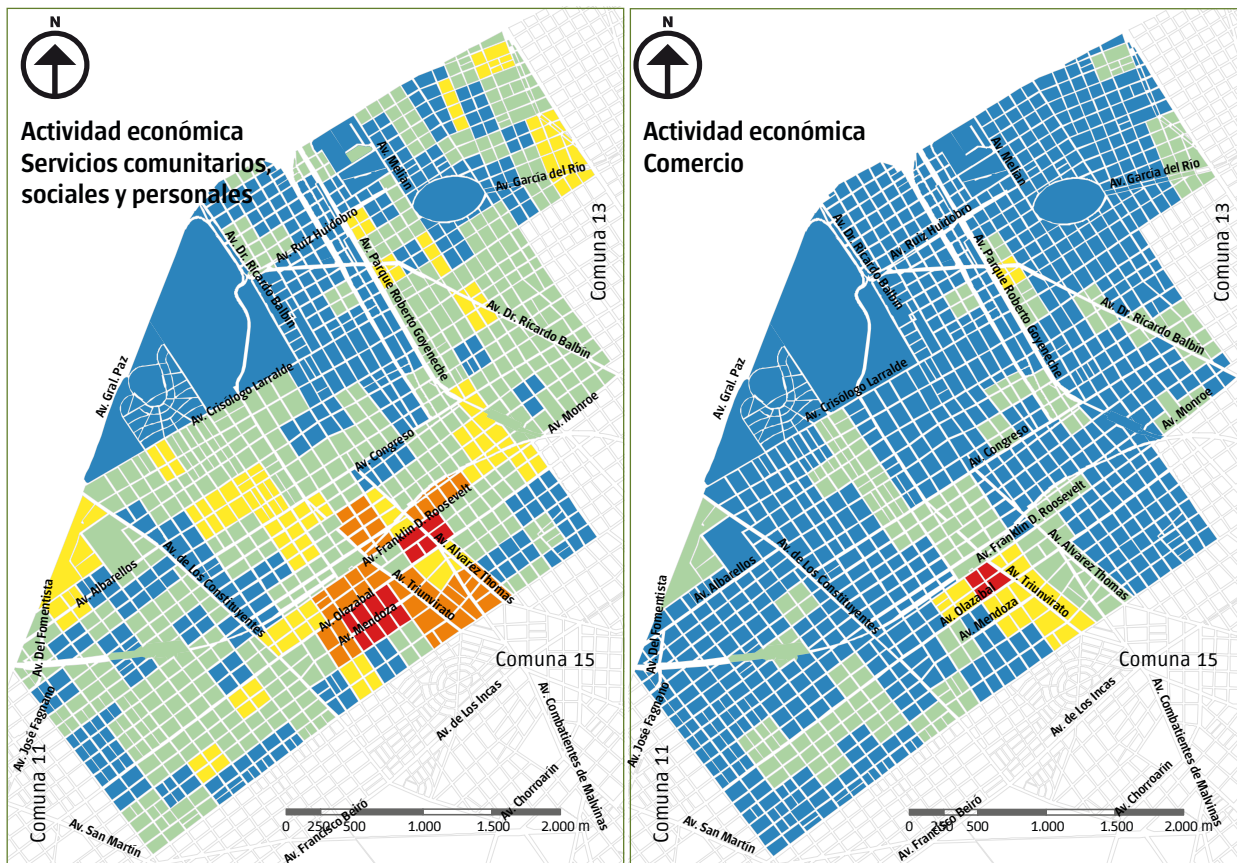 N
Actividad económica
Servicios comunitarios,
sociales y personales
Av. Melian
Av. García del Río
Av. Ruiz Huidobro
Av. Dr. Ricardo Balbín
Av. Parque Roberto Goyeneche
Av. Dr. Ricardo Balbín
Comuna 13
Av. Gral. Paz
Av. Crisólogo Larralde
Av. Monroe
Av. Congreso
Av. Franklin D. Roosevelt
Av. Alvarez Thomas
Av. de Los Constituyentes
Av. Albarellos
Av. Triunvirato
Av. Olazabal
Av. Mendoza
Av. Del Fomentista
Comuna 15
Av. José Fagnano
Av. de Los Incas
Av. Combatientes de Malvinas
Comuna 11
Av. Chorroarín
Av. San Martín
Av. Francisco Beiró
0 250 500 1.000 1.500 2.000 m
N
Actividad económica
Comercio
Av. Melian
Av. García del Río
Av. Ruiz Huidobro
Av. Dr. Ricardo Balbín
Av. Parque Roberto Goyeneche
Av. Dr. Ricardo Balbín
Comuna 13
Av. Gral. Paz
Av. Crisólogo Larralde
Av. Monroe
Av. Congreso
Av. Franklin D. Roosevelt
Av. Alvarez Thomas
Av. de Los Constituyentes
Av. Albarellos
Av. Triunvirato
Av. Olazabal
Av. Mendoza
Av. Del Fomentista
Comuna 15
Av. José Fagnano
Av. de Los Incas
Av. Combatientes de Malvinas
Comuna 11
Av. Chorroarín
Av. San Martín
Av. Francisco Beiró
0 250 500 1.000 1.500 2.000 m